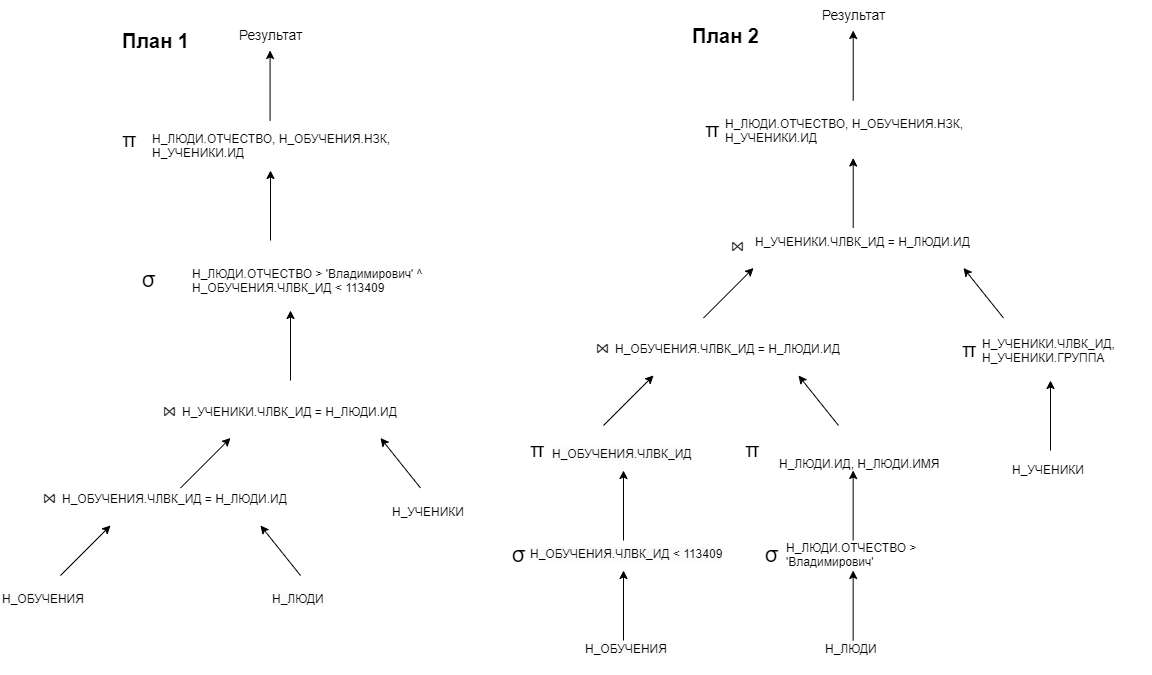 План 1
Результат
π
Н_ЛЮДИ.ОТЧЕСТВО, Н_ОБУЧЕНИЯ.НЗК,
Н_УЧЕНИКИ.ИД
σ
Н_ЛЮДИ.ОТЧЕСТВО > 'Владимирович' ^
Н_ОБУЧЕНИЯ.ЧЛВК_ИД < 113409
⋈ Н_УЧЕНИКИ.ЧЛВК_ИД = Н_ЛЮДИ.ИД
⋈ Н_ОБУЧЕНИЯ.ЧЛВК_ИД = Н_ЛЮДИ.ИД
Н_УЧЕНИКИ
Н_ОБУЧЕНИЯ
Н_ЛЮДИ
План 2
Результат
π
Н_ЛЮДИ.ОТЧЕСТВО, Н_ОБУЧЕНИЯ.НЗК,
Н_УЧЕНИКИ.ИД
⋈ Н_УЧЕНИКИ.ЧЛВК_ИД = Н_ЛЮДИ.ИД
⋈ Н_ОБУЧЕНИЯ.ЧЛВК_ИД = Н_ЛЮДИ.ИД
π
Н_УЧЕНИКИ.ЧЛВК_ИД,
Н_УЧЕНИКИ.ГРУППА
π Н_ОБУЧЕНИЯ.ЧЛВК_ИД
π
Н_ЛЮДИ.ИД, Н_ЛЮДИ.ИМЯ
Н_УЧЕНИКИ
σ Н_ОБУЧЕНИЯ.ЧЛВК_ИД < 113409
σ
Н_ЛЮДИ.ОТЧЕСТВО >
'Владимирович'
Н_ОБУЧЕНИЯ
Н_ЛЮДИ